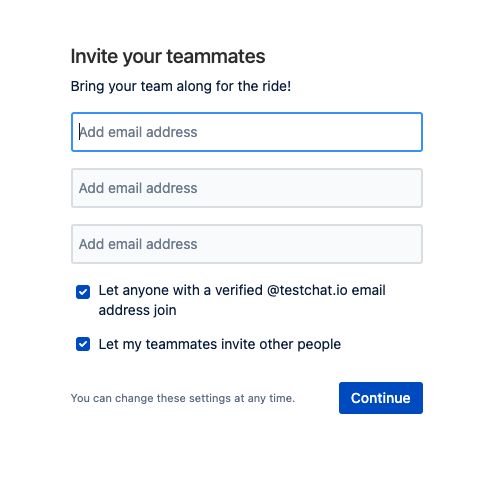 Invite your teammates
Bring your team along for the ride!
Add email address
Add email address
Add email address
Let anyone with a verified @testchat.io email
address join
Let my teammates invite other people
You can change these settings at any time.
Continue